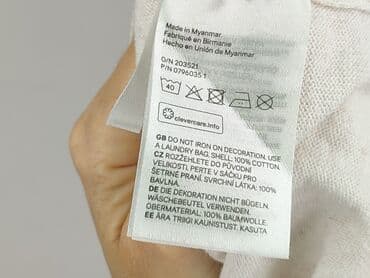 Made in Myanmar
Fabriqué en Birmanie
Hecho en Unión de Myanmar
O/N 203521
P/N 0796035 1
40
clevercare.info
GB DO NOT IRON ON DECORATION. USE
A LAUNDRY BAG. SHELL: 100% COTTON.
CZ ROZŽEHLETE DO PŮVODNÍ
VELIKOSTI. PERTE V SÁČKU PRO
ŠETRNÉ PRANÍ. SVRCHNÍ LÁTKA: 100%
BAVLNA.
DE DIE DEKORATION NICHT BÜGELN.
WÄSCHEBEUTEL VERWENDEN.
OBERMATERIAL: 100% BAUMWOLLE.
EE ÄRA TRIIGI KAUNISTUST. KASUTA